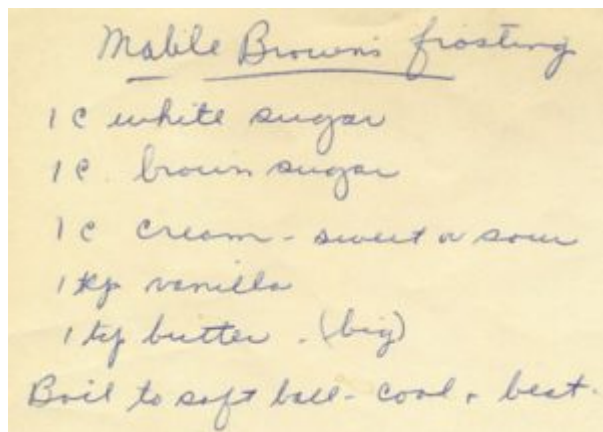 Mable Brown's frosting
1 c white sugar
1 c. brown sugar
1 c cream - sweet or sour
1 tsp vanilla
1 tsp butter. (big)
Boil to soft ball - cool + beat.